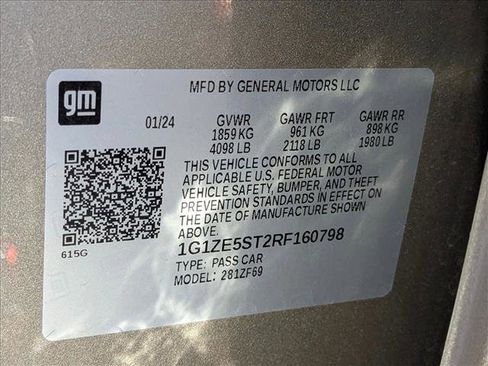 gm
MFD BY GENERAL MOTORS LLC
01/24 GVWR GAWR FRT GAWR RR
1859 KG 961 KG 898 KG
4098 LB 2118 LB 1980 LB
THIS VEHICLE CONFORMS TO ALL
APPLICABLE U.S. FEDERAL MOTOR
VEHICLE SAFETY, BUMPER, AND THEFT
PREVENTION STANDARDS IN EFFECT ON
THE DATE OF MANUFACTURE SHOWN
ABOVE.
1G1ZE5ST2RF160798
615G
TYPE: PASS CAR
MODEL: 281ZF69